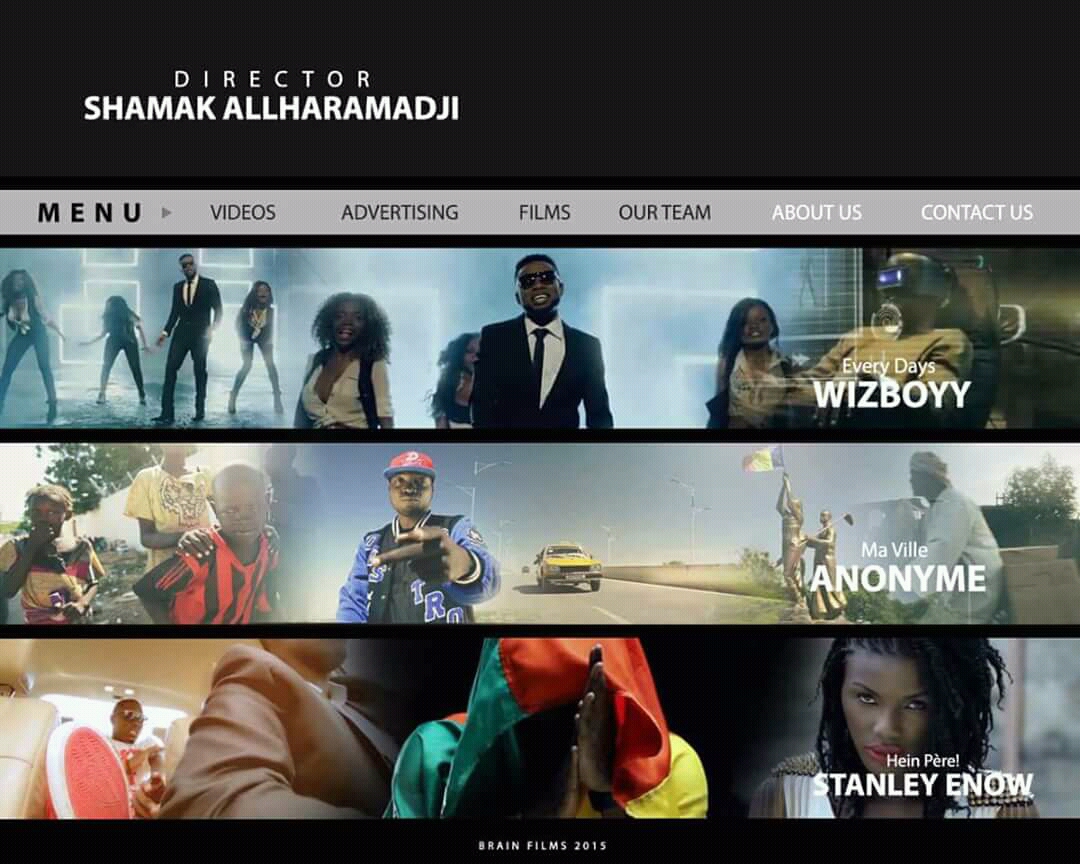 DIRECTOR
SHAMAK ALLHARAMADJI
MENU VIDEOS ADVERTISING FILMS OUR TEAM ABOUT US CONTACT US
Every Days
WIZBOYY
Ma Ville
ANONYME
TRO
Hein Père!
STANLEY ENOW
BRAIN FILMS 2015